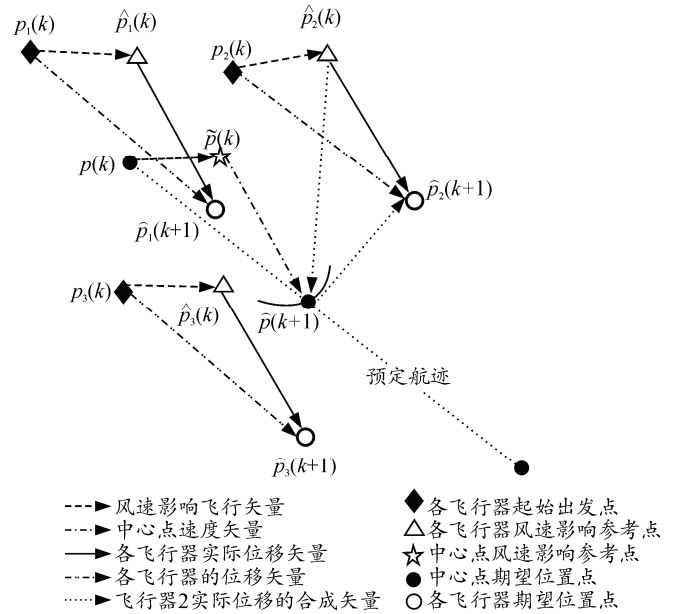 p₁(k)
p̂₁(k)
p₂(k)
p̂₂(k)
p(k)
p̃(k)
p̂₁(k+1)
p̂₂(k+1)
p₃(k)
p̂₃(k)
p̂(k+1)
预定航迹
p̂₃(k+1)
风速影响飞行矢量
中心点速度矢量
各飞行器实际位移矢量
各飞行器的位移矢量
飞行器2实际位移的合成矢量
各飞行器起始出发点
各飞行器风速影响参考点
中心点风速影响参考点
中心点期望位置点
各飞行器期望位置点